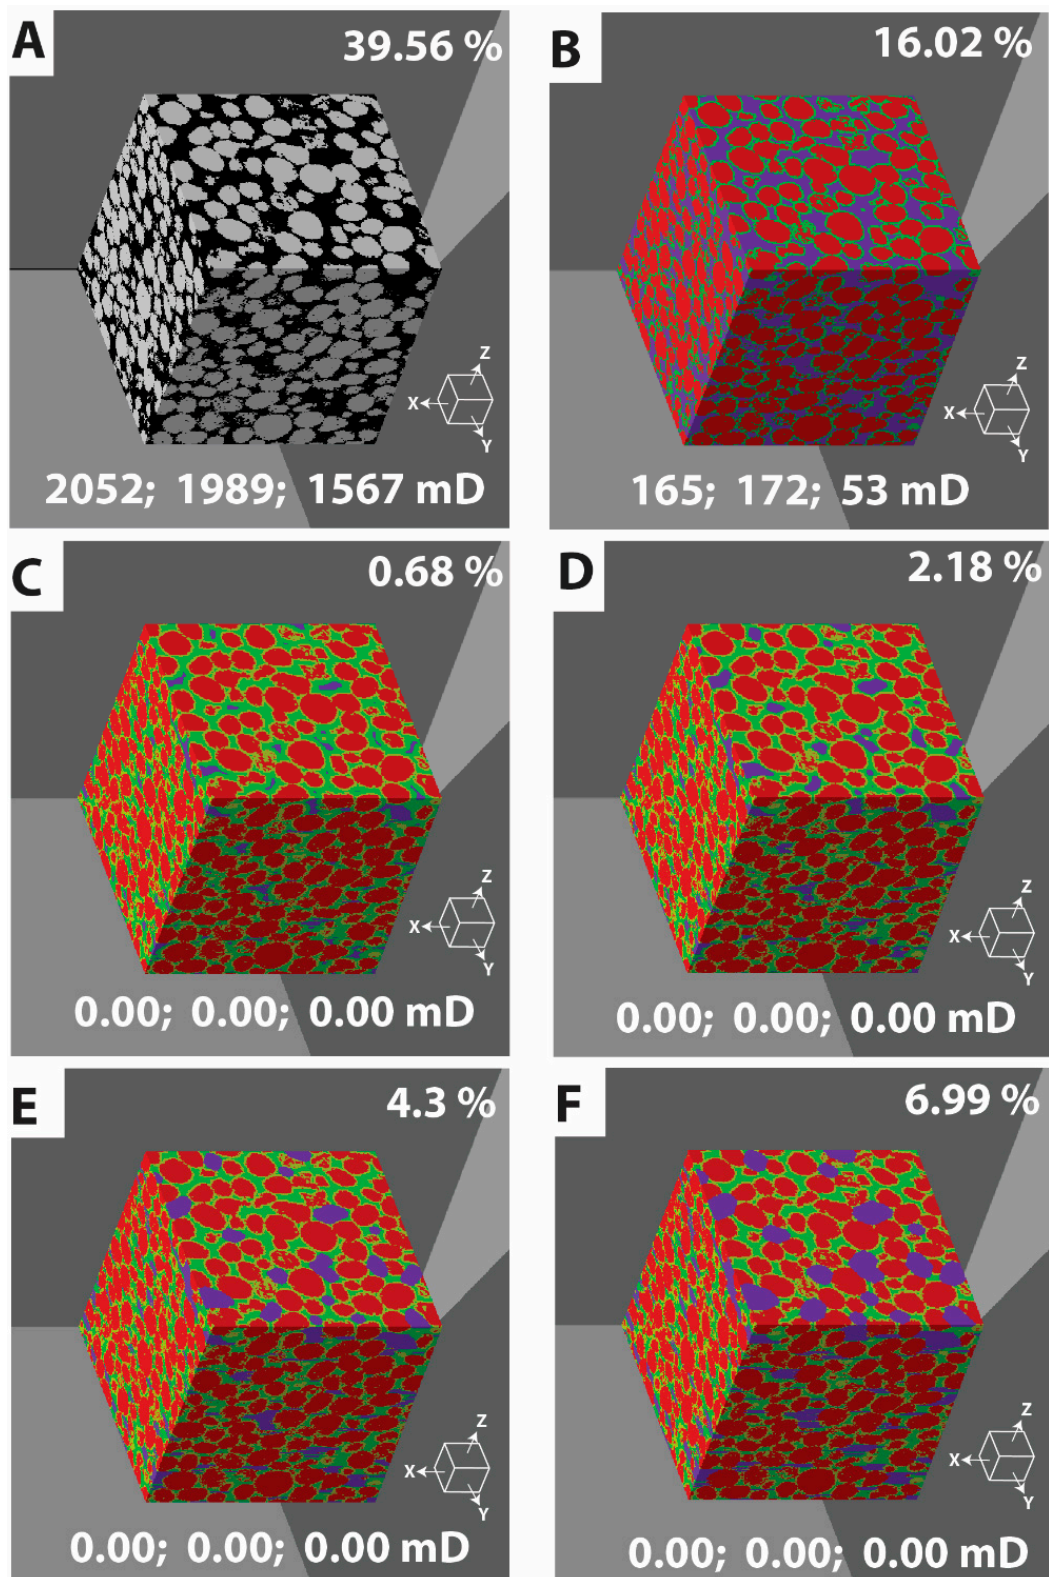 A
39.56 %
Z
X
Y
2052; 1989; 1567 mD
B
16.02 %
Z
X
Y
165; 172; 53 mD
C
0.68 %
Z
X
Y
0.00; 0.00; 0.00 mD
D
2.18 %
Z
X
Y
0.00; 0.00; 0.00 mD
E
4.3 %
Z
X
Y
0.00; 0.00; 0.00 mD
F
6.99 %
Z
X
Y
0.00; 0.00; 0.00 mD